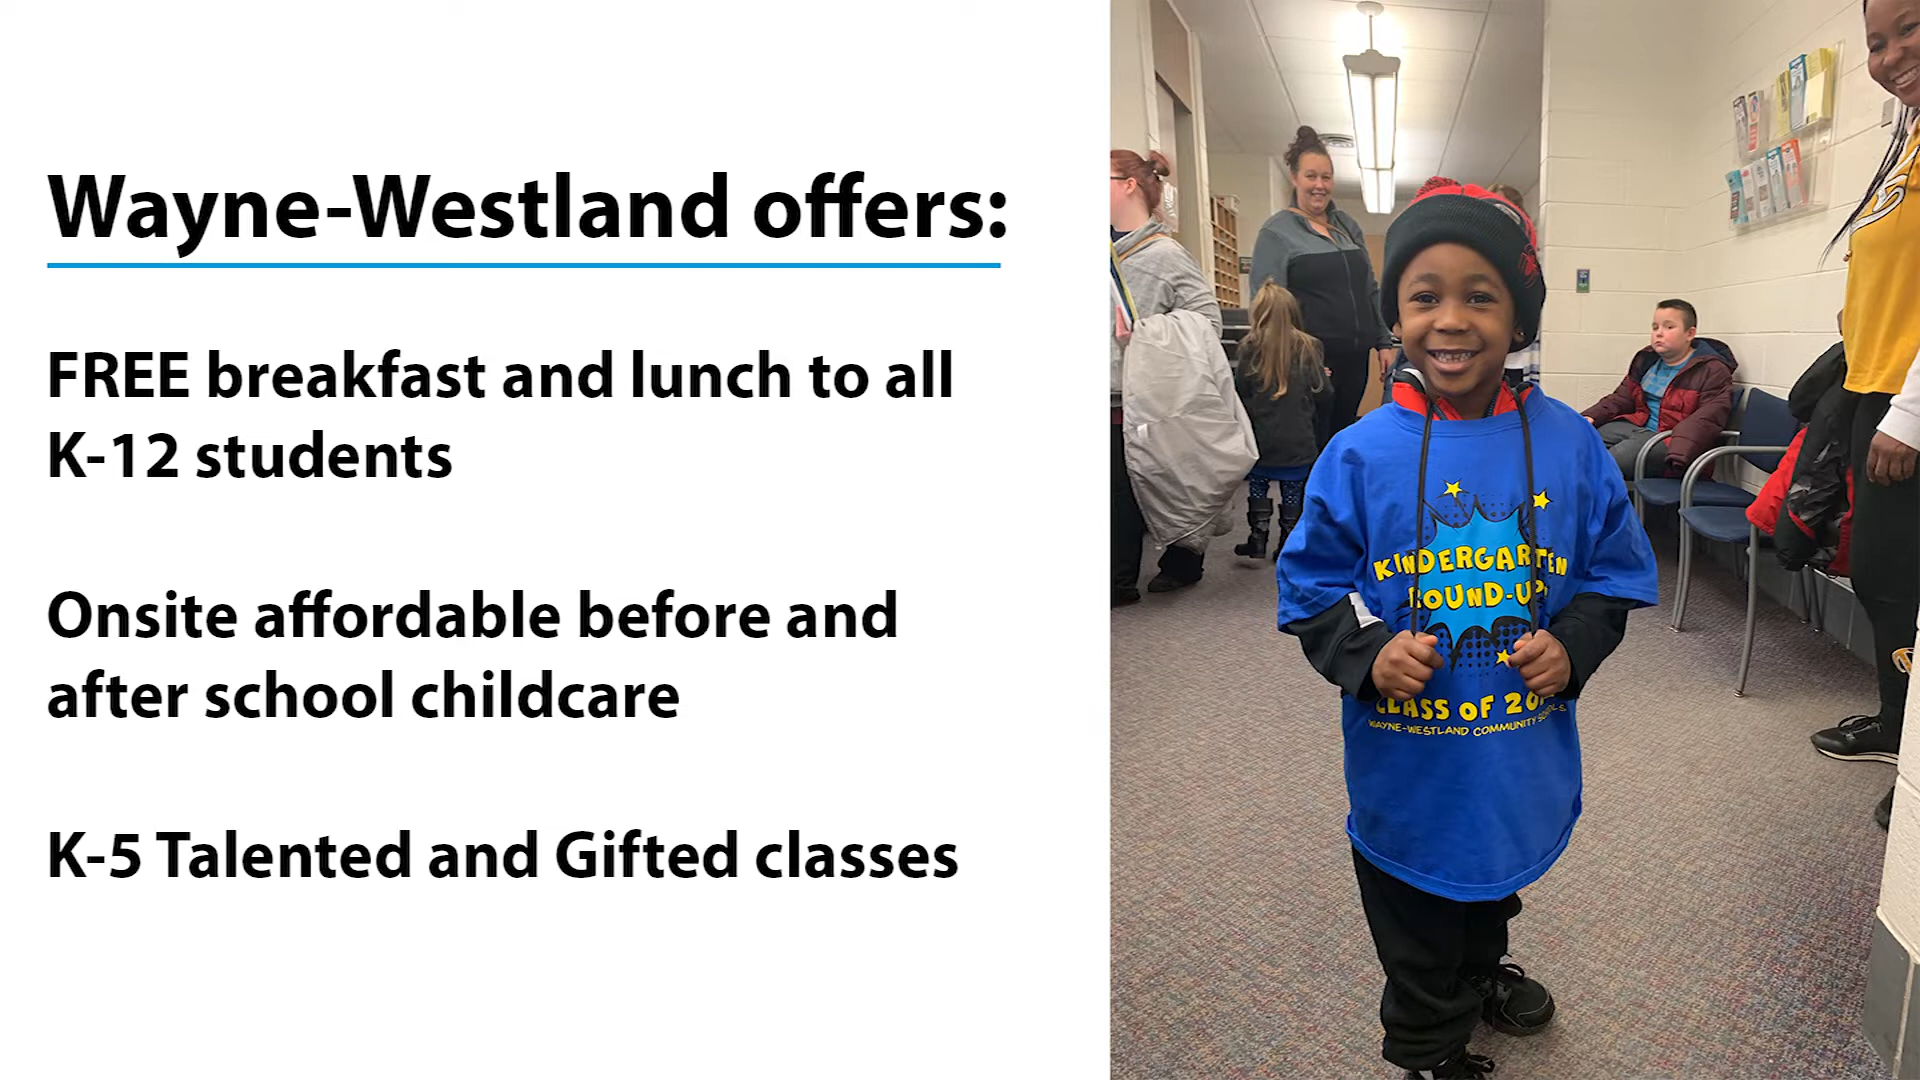 Wayne-Westland offers:
FREE breakfast and lunch to all
K-12 students
Onsite affordable before and
after school childcare
K-5 Talented and Gifted classes
KINDERGARTEN
ROUND-UP!
CLASS OF
WAYNE-WESTLAND COMMUNITY